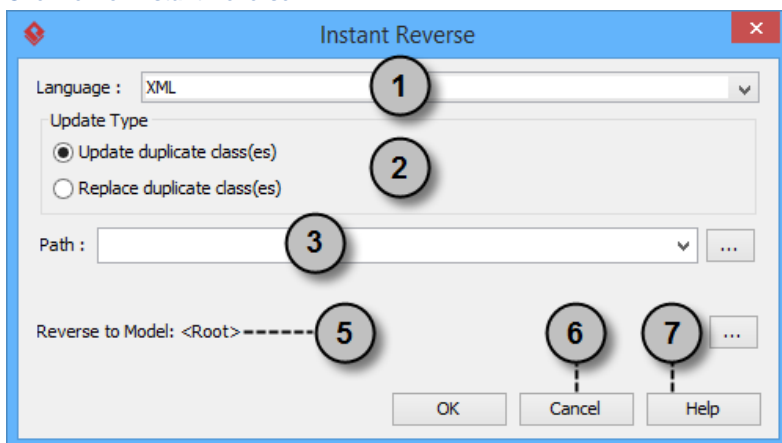 Instant Reverse
Language : XML 1
Update Type
Update duplicate class(es)
2
Replace duplicate class(es)
Path : 3 ...
Reverse to Model: <Root> 5 6 7 ...
OK Cancel Help